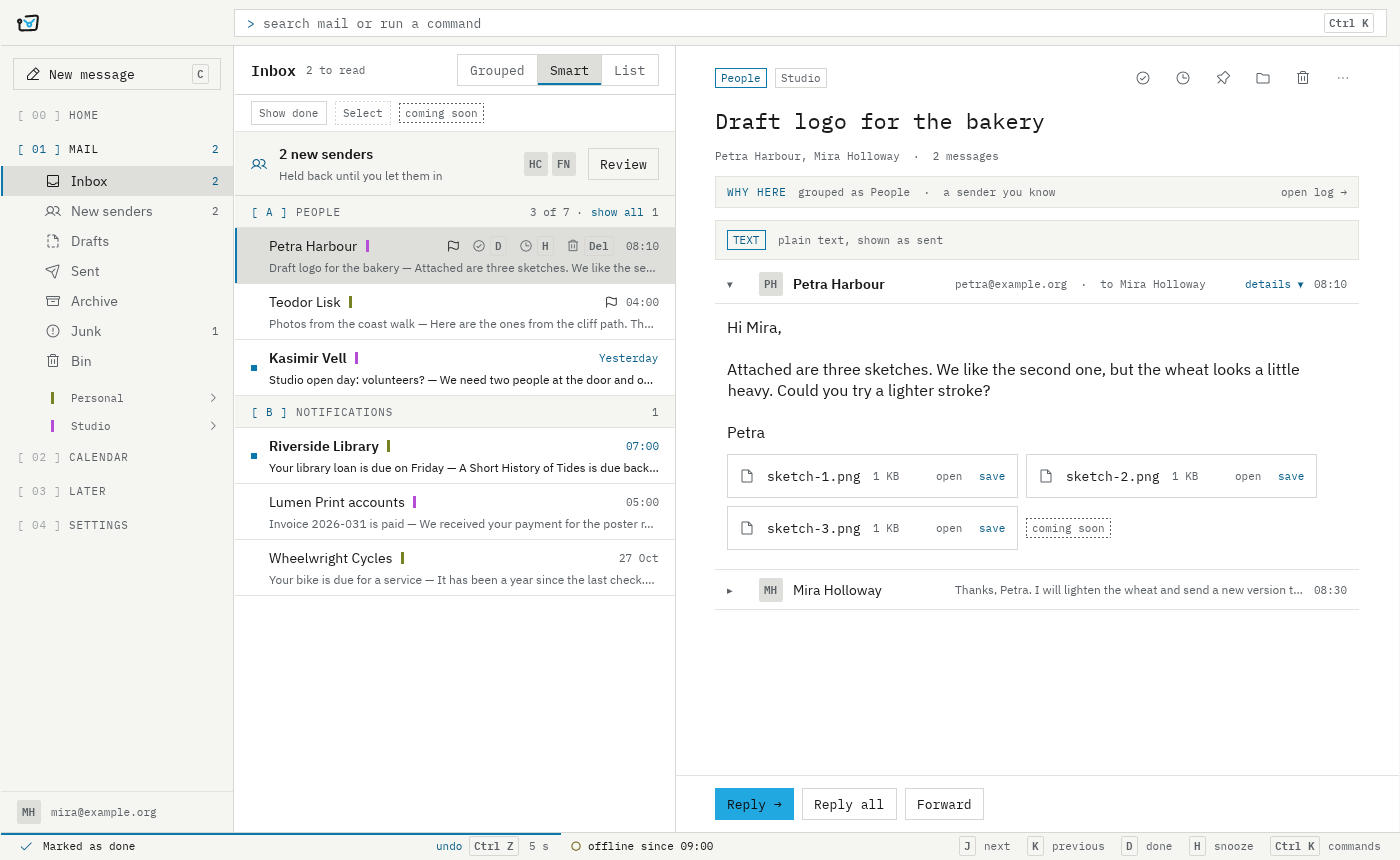 > search mail or run a command Ctrl K
New message C
[ 00 ] HOME
[ 01 ] MAIL 2
Inbox 2
New senders 2
Drafts
Sent
Archive
Junk 1
Bin
Personal
Studio
[ 02 ] CALENDAR
[ 03 ] LATER
[ 04 ] SETTINGS
MH mira@example.org
Inbox 2 to read Grouped Smart List
Show done Select coming soon
2 new senders
Held back until you let them in
HC FN Review
[ A ] PEOPLE 3 of 7 · show all 1
Petra Harbour D H Del 08:10
Draft logo for the bakery — Attached are three sketches. We like the se…
Teodor Lisk 04:00
Photos from the coast walk — Here are the ones from the cliff path. Th…
Kasimir Vell Yesterday
Studio open day: volunteers? — We need two people at the door and o…
[ B ] NOTIFICATIONS 1
Riverside Library 07:00
Your library loan is due on Friday — A Short History of Tides is due back…
Lumen Print accounts 05:00
Invoice 2026-031 is paid — We received your payment for the poster r…
Wheelwright Cycles 27 Oct
Your bike is due for a service — It has been a year since the last check.…
People Studio
Draft logo for the bakery
Petra Harbour, Mira Holloway · 2 messages
WHY HERE grouped as People · a sender you know open log →
TEXT plain text, shown as sent
▾ PH Petra Harbour petra@example.org · to Mira Holloway details ▾ 08:10
Hi Mira,
Attached are three sketches. We like the second one, but the wheat looks a little
heavy. Could you try a lighter stroke?
Petra
sketch-1.png 1 KB open save
sketch-2.png 1 KB open save
sketch-3.png 1 KB open save
coming soon
▸ MH Mira Holloway Thanks, Petra. I will lighten the wheat and send a new version t… 08:30
Reply → Reply all Forward
Marked as done undo Ctrl Z 5 s offline since 09:00 J next K previous D done H snooze Ctrl K commands